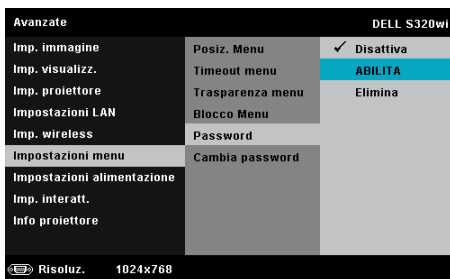 Avanzate DELL S320wi
Imp. immagine Posiz. Menu ✓ Disattiva
Imp. visualizz. Timeout menu ABILITA
Imp. proiettore Trasparenza menu Elimina
Impostazioni LAN Blocco Menu
Imp. wireless Password
Impostazioni menu Cambia password
Impostazioni alimentazione
Imp. interatt.
Info proiettore
Risoluz. 1024x768